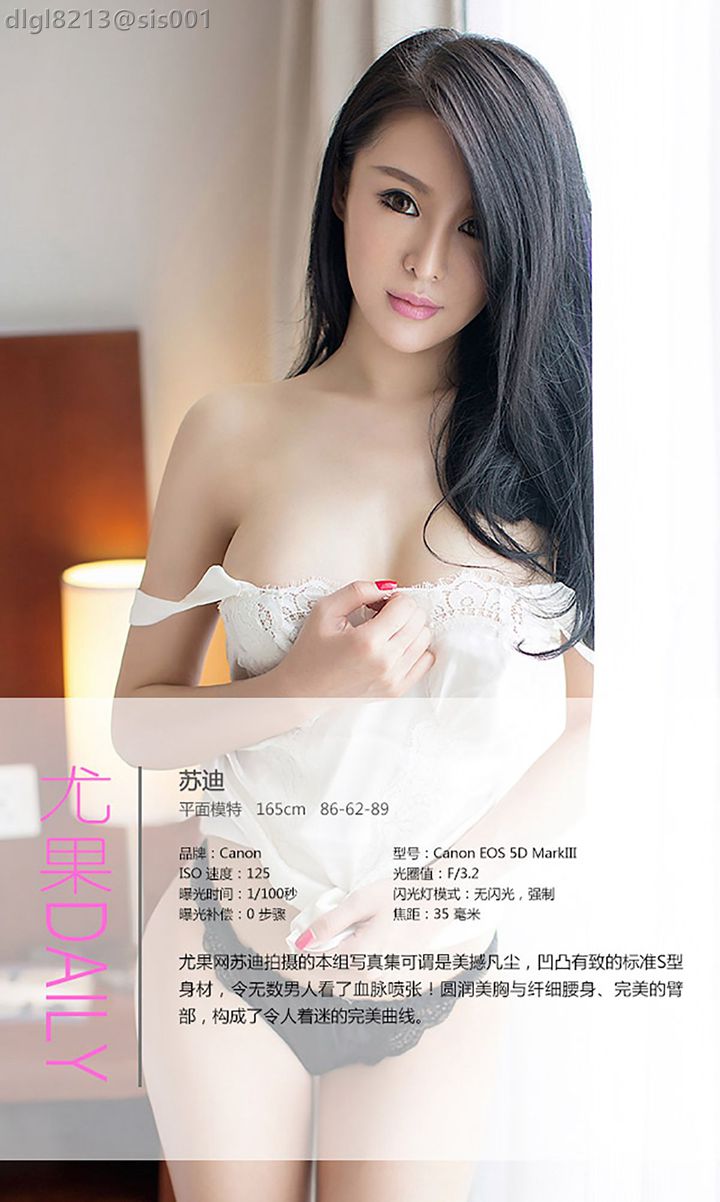 dlgl8213@sis001
苏迪
平面模特 165cm 86-62-89
品牌：Canon
型号：Canon EOS 5D MarkIII
ISO 速度：125
光圈值：F/3.2
曝光时间：1/100秒
闪光灯模式：无闪光，强制
曝光补偿：0 步骤
焦距：35 毫米
尤果网苏迪拍摄的本组写真集可谓是美撼凡尘，凹凸有致的标准S型
身材，令无数男人看了血脉喷张！圆润美胸与纤细腰身、完美的臂
部，构成了令人着迷的完美曲线。
尤果DAILY